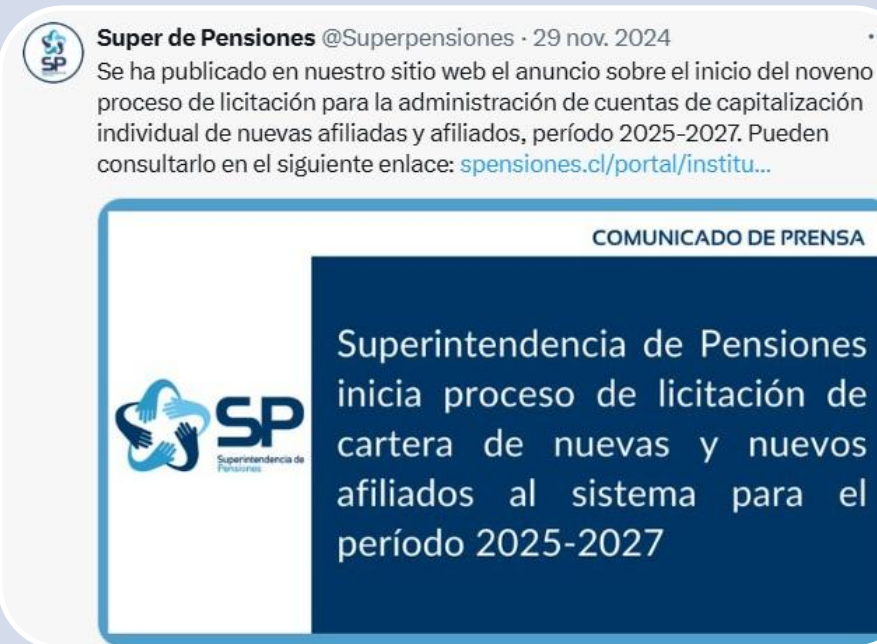 Super de Pensiones @Superpensiones · 29 nov. 2024
Se ha publicado en nuestro sitio web el anuncio sobre el inicio del noveno
proceso de licitación para la administración de cuentas de capitalización
individual de nuevas afiliadas y afiliados, período 2025-2027. Pueden
consultarlo en el siguiente enlace: spensiones.cl/portal/institu...
COMUNICADO DE PRENSA
SP
Superintendencia de
Pensiones
Superintendencia de Pensiones
inicia proceso de licitación de
cartera de nuevas y nuevos
afiliados al sistema para el
período 2025-2027